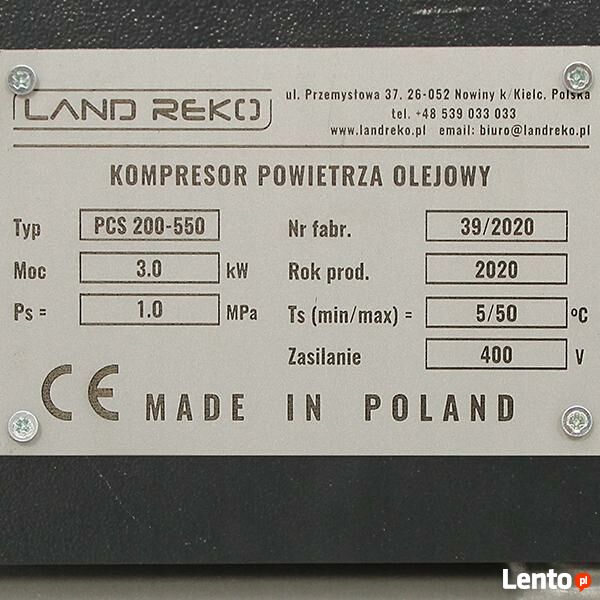 LAND REKO
ul. Przemysłowa 37, 26-052 Nowiny k/Kielc, Polska
tel. +48 539 033 033
www.landreko.pl email: biuro@landreko.pl
KOMPRESOR POWIETRZA OLEJOWY
Typ PCS 200-550 Nr fabr. 39/2020
Moc 3.0 kW Rok prod. 2020
Ps = 1.0 MPa Ts (min/max) = 5/50 °C
Zasilanie 400 V
CE MADE IN POLAND
Lento.pl